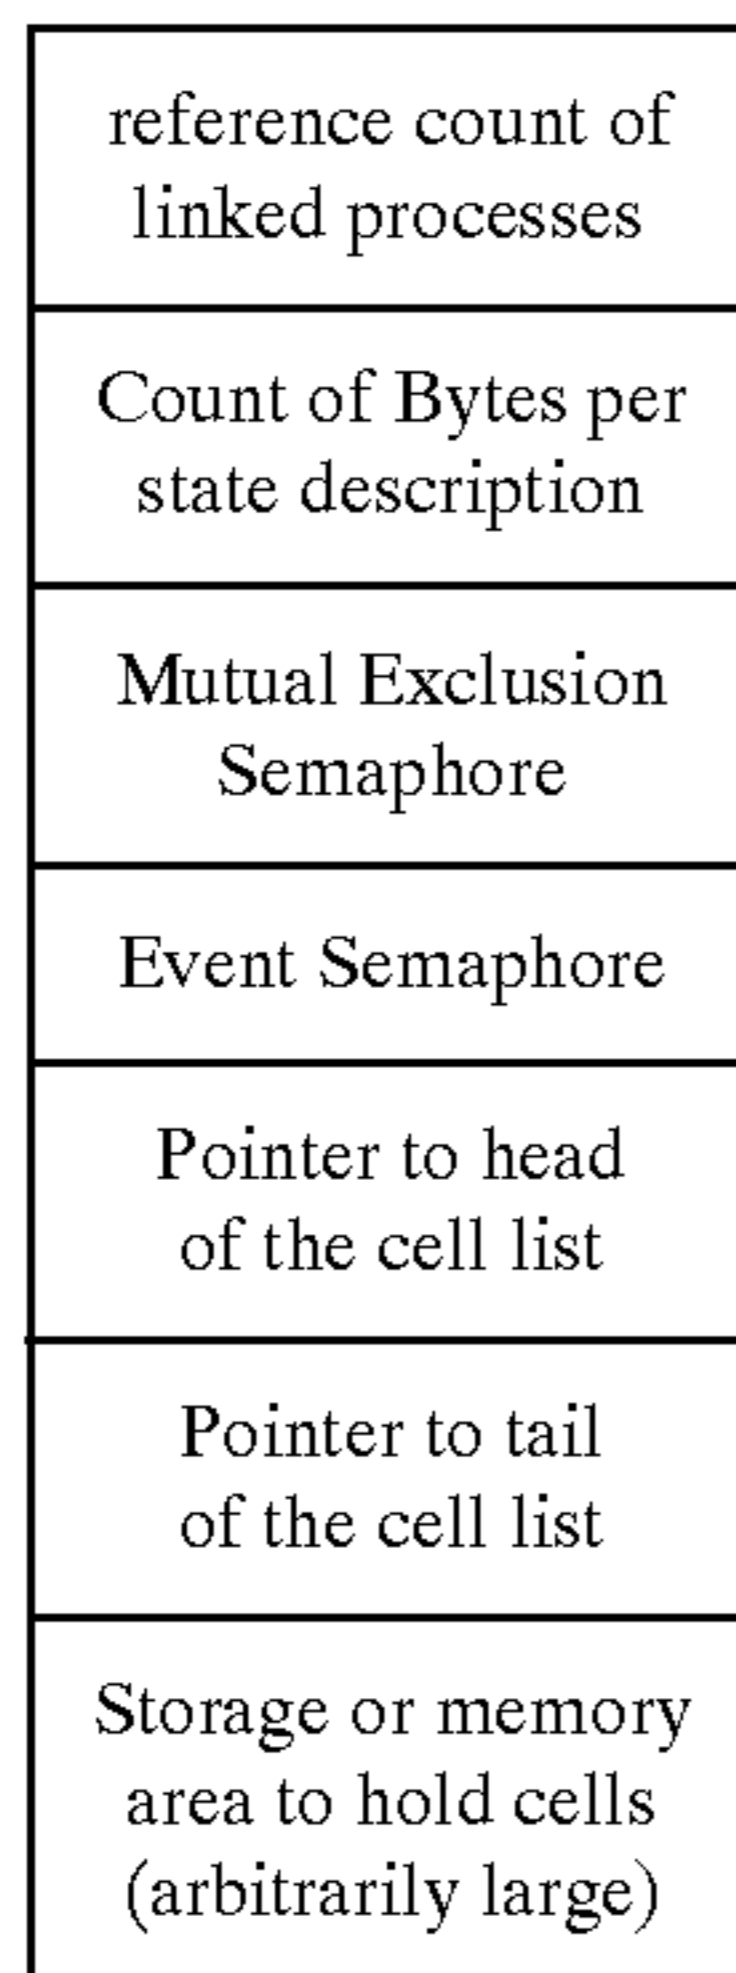 reference count of
linked processes
Count of Bytes per
state description
Mutual Exclusion
Semaphore
Event Semaphore
Pointer to head
of the cell list
Pointer to tail
of the cell list
Storage or memory
area to hold cells
(arbitrarily large)